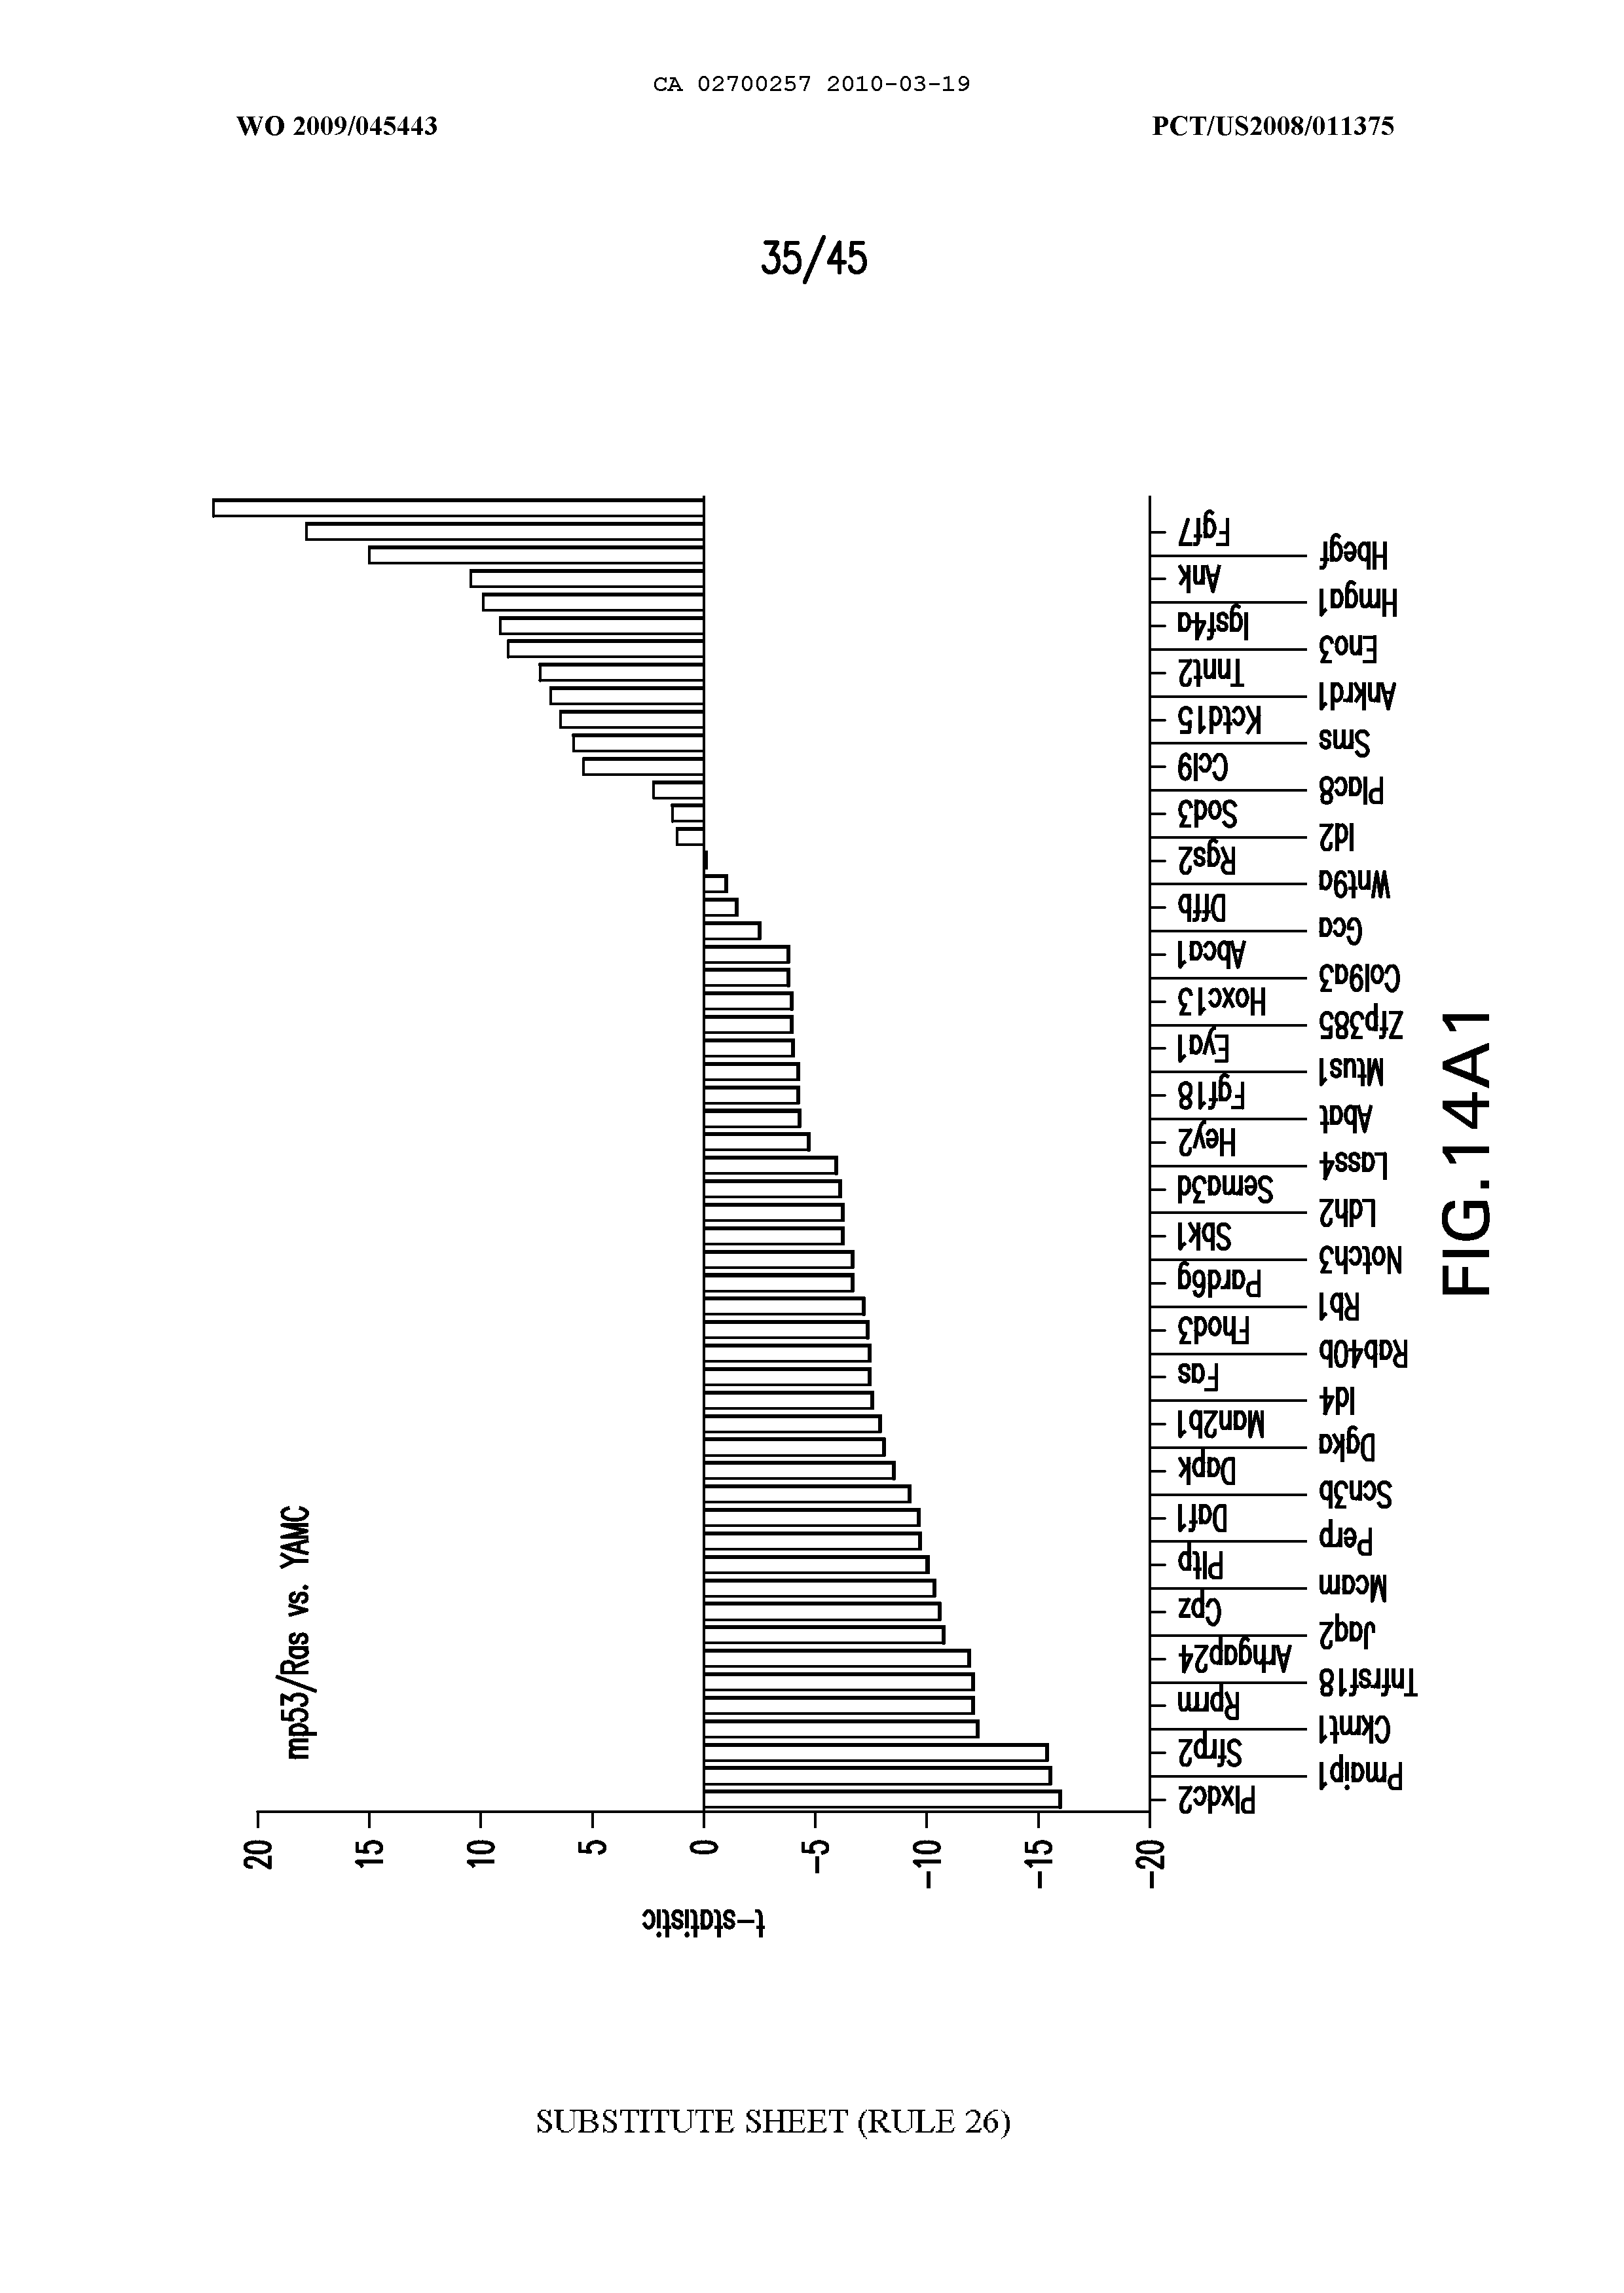 CA 02700257 2010-03-19
WO 2009/045443
PCT/US2008/011375
35/45
mp53/Ras vs. YAMC
t-statistic
20
15
10
5
0
-5
-10
-15
-20
Plxdc2
Pmaip1
Sfrp2
Ckmt1
Rprm
Tnfrsf18
Arhgap24
Jag2
Cpz
Mcam
Pltp
Perp
Daf1
Scn3b
Dapk
Dgka
Man2b1
Id4
Fas
Rab40b
Fhod3
Rb1
Pard6g
Notch3
Sbk1
Ldh2
Sema3d
Lass4
Hey2
Abat
Fgf18
Mtus1
Eya1
Zfp385
Hoxc13
Col9a3
Abca1
Gca
Dffb
Wnt9a
Rgs2
Id2
Sod3
Plac8
Ccl9
Sms
Kctd15
Ankrd1
Tnnt2
Eno3
Igsf4a
Hmga1
Ank
Hbegf
Fgf7
FIG.14A1
SUBSTITUTE SHEET (RULE 26)